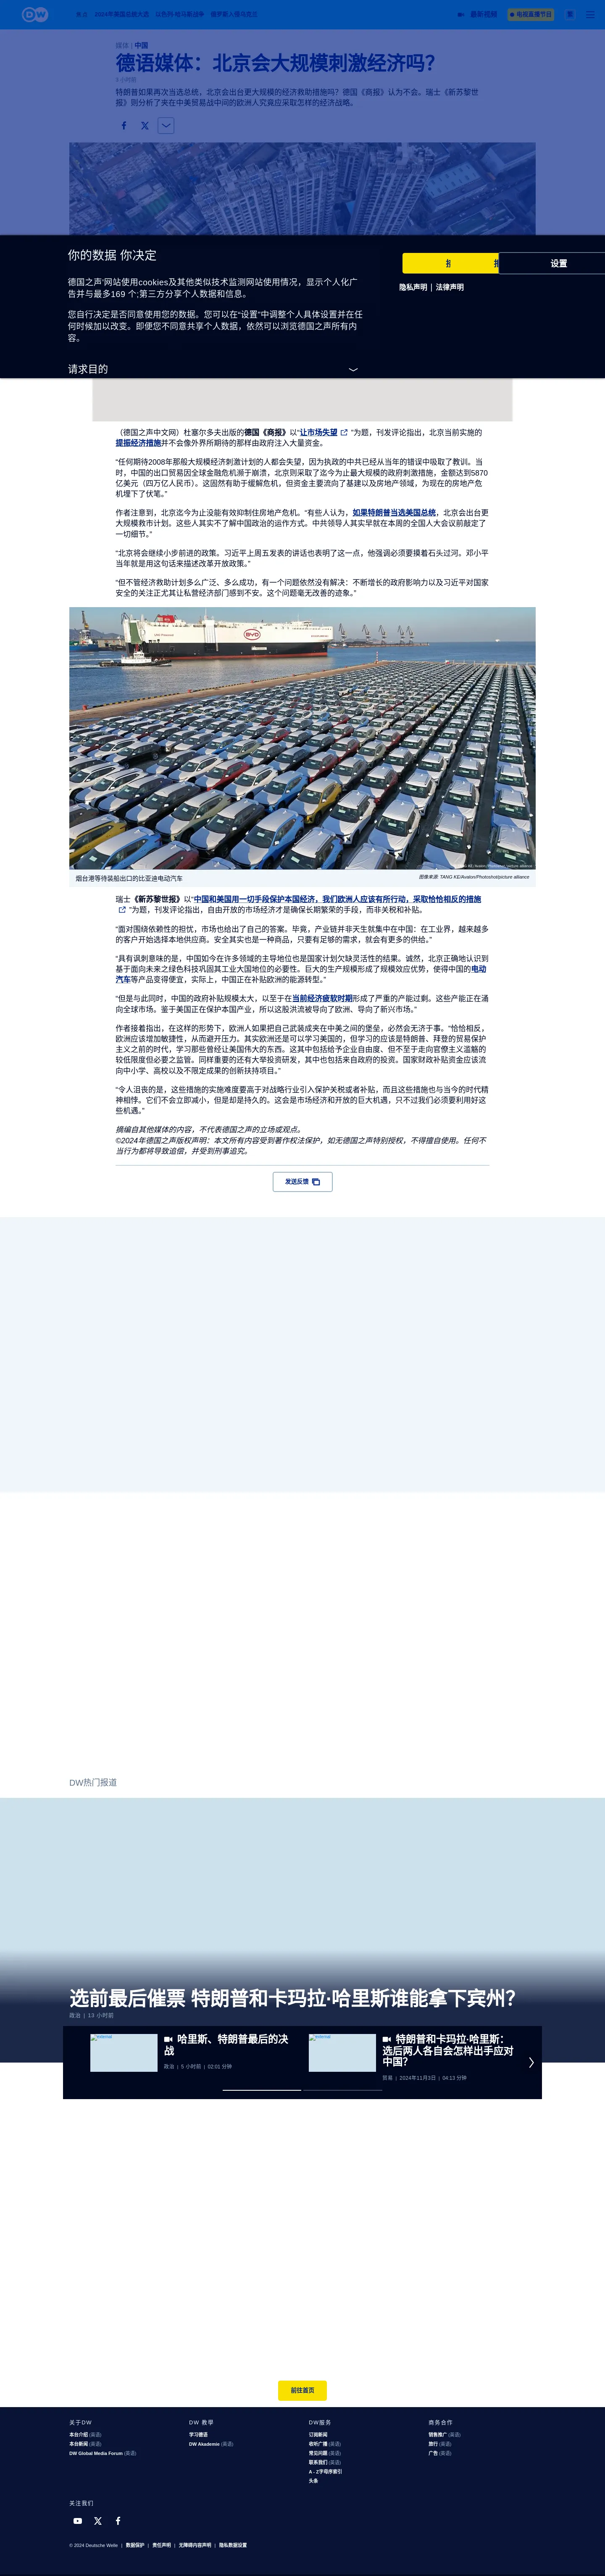 DW
焦点 2024年美国总统大选 以色列-哈马斯战争 俄罗斯入侵乌克兰
最新视频
电视直播节目
繁
媒体 | 中国
德语媒体：北京会大规模刺激经济吗？
特朗普如果再次当选总统，北京会出台更大规模的经济救助措施吗？德国《商报》认为不会。瑞士《新苏黎世
报》则分析了夹在中美贸易战中间的欧洲人究竟应采取怎样的经济战略。
你的数据 你决定
德国之声'网站使用cookies及其他类似技术监测网站使用情况，显示个人化广
告并与最多169 个;第三方分享个人数据和信息。
您自行决定是否同意使用您的数据。您可以在“设置”中调整个人具体设置并在任
何时候加以改变。即便您不同意共享个人数据，依然可以浏览德国之声所有内
容。
请求目的
设置
隐私声明 | 法律声明
（德国之声中文网）杜塞尔多夫出版的德国《商报》以“让市场失望 ”为题，刊发评论指出，北京当前实施的
提振经济措施并不会像外界所期待的那样由政府注入大量资金。
“任何期待2008年那般大规模经济刺激计划的人都会失望，因为执政的中共已经从当年的错误中吸取了教训。当
时，中国的出口贸易因全球金融危机濒于崩溃，北京则采取了迄今为止最大规模的政府刺激措施，金额达到5870
亿美元（四万亿人民币）。这固然有助于缓解危机，但资金主要流向了基建以及房地产领域，为现在的房地产危
机埋下了伏笔。”
作者注意到，北京迄今为止没能有效抑制住房地产危机。“有些人认为，如果特朗普当选美国总统，北京会出台更
大规模救市计划。这些人其实不了解中国政治的运作方式。中共领导人其实早就在本周的全国人大会议前敲定了
一切细节。”
“北京将会继续小步前进的政策。习近平上周五发表的讲话也表明了这一点，他强调必须要摸着石头过河。邓小平
当年就是用这句话来描述改革开放政策。”
“但不管经济救助计划多么广泛、多么成功，有一个问题依然没有解决：不断增长的政府影响力以及习近平对国家
安全的关注正尤其让私营经济部门感到不安。这个问题毫无改善的迹象。”
BYD
烟台港等待装船出口的比亚迪电动汽车
图像来源: TANG KE/Avalon/Photoshot/picture alliance
瑞士《新苏黎世报》以“中国和美国用一切手段保护本国经济，我们欧洲人应该有所行动，采取恰恰相反的措施
”为题，刊发评论指出，自由开放的市场经济才是确保长期繁荣的手段，而非关税和补贴。
“面对围绕依赖性的担忧，市场也给出了自己的答案。毕竟，产业链并非天生就集中在中国：在工业界，越来越多
的客户开始选择本地供应商。安全其实也是一种商品，只要有足够的需求，就会有更多的供给。”
“具有讽刺意味的是，中国如今在许多领域的主导地位也是国家计划欠缺灵活性的结果。诚然，北京正确地认识到
基于面向未来之绿色科技巩固其工业大国地位的必要性。巨大的生产规模形成了规模效应优势，使得中国的电动
汽车等产品变得便宜，实际上，中国正在补贴欧洲的能源转型。”
“但是与此同时，中国的政府补贴规模太大，以至于在当前经济疲软时期形成了严重的产能过剩。这些产能正在涌
向全球市场。鉴于美国正在保护本国产业，所以这股洪流被导向了欧洲、导向了新兴市场。”
作者接着指出，在这样的形势下，欧洲人如果把自己武装成夹在中美之间的堡垒，必然会无济于事。“恰恰相反，
欧洲应该增加敏捷性，从而避开压力。其实欧洲还是可以学习美国的，但学习的应该是特朗普、拜登的贸易保护
主义之前的时代，学习那些曾经让美国伟大的东西。这其中包括给予企业自由度、但不至于走向官僚主义滥觞的
较低限度但必要之监管。同样重要的还有大举投资研发，其中也包括来自政府的投资。国家财政补贴资金应该流
向中小学、高校以及不限定成果的创新扶持项目。”
“令人沮丧的是，这些措施的实施难度要高于对战略行业引入保护关税或者补贴，而且这些措施也与当今的时代精
神相悖。它们不会立即减小，但是却是持久的。这会是市场经济和开放的巨大机遇，只不过我们必须要利用好这
些机遇。”
摘编自其他媒体的内容，不代表德国之声的立场或观点。
©2024年德国之声版权声明：本文所有内容受到著作权法保护，如无德国之声特别授权，不得擅自使用。任何不
当行为都将导致追偿，并受到刑事追究。
发送反馈
DW热门报道
选前最后催票 特朗普和卡玛拉·哈里斯谁能拿下宾州？
政治 | 13 小时前
哈里斯、特朗普最后的决
战
政治 | 5 小时前 | 02:01 分钟
特朗普和卡玛拉·哈里斯：
选后两人各自会怎样出手应对
中国？
贸易 | 2024年11月3日 | 04:13 分钟
前往首页
关于DW
本台介绍 (英语)
本台新闻 (英语)
DW Global Media Forum (英语)
DW 教學
学习德语
DW Akademie (英语)
DW服务
订阅新闻
收听广播 (英语)
常见问题 (英语)
联系我们 (英语)
A - Z字母序索引
头条
商务合作
销售推广 (英语)
旅行 (英语)
广告 (英语)
关注我们
© 2024 Deutsche Welle | 数据保护 | 责任声明 | 无障碍内容声明 | 隐私数据设置